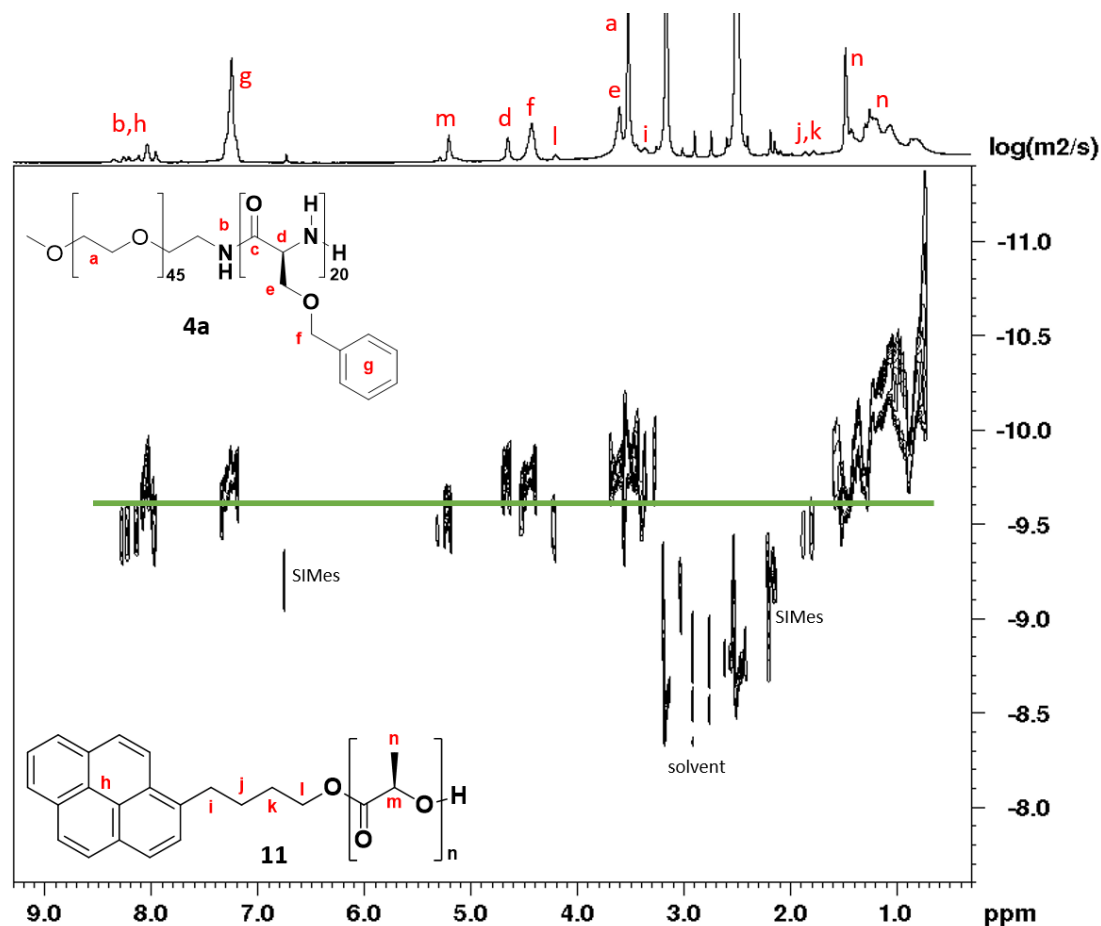 a
n
g
e
f
n
b,h
m
d
l
i
j,k
log(m2/s)
O
H
b
d
N
O
O
N
H
c
a
H
45
20
e
O
4a
f
g
-11.0
-10.5
-10.0
-9.5
-9.0
-8.5
-8.0
SIMes
SIMes
solvent
n
h
j
l
O
H
i
k
m
O
O
n
11
9.0 8.0 7.0 6.0 5.0 4.0 3.0 2.0 1.0 ppm